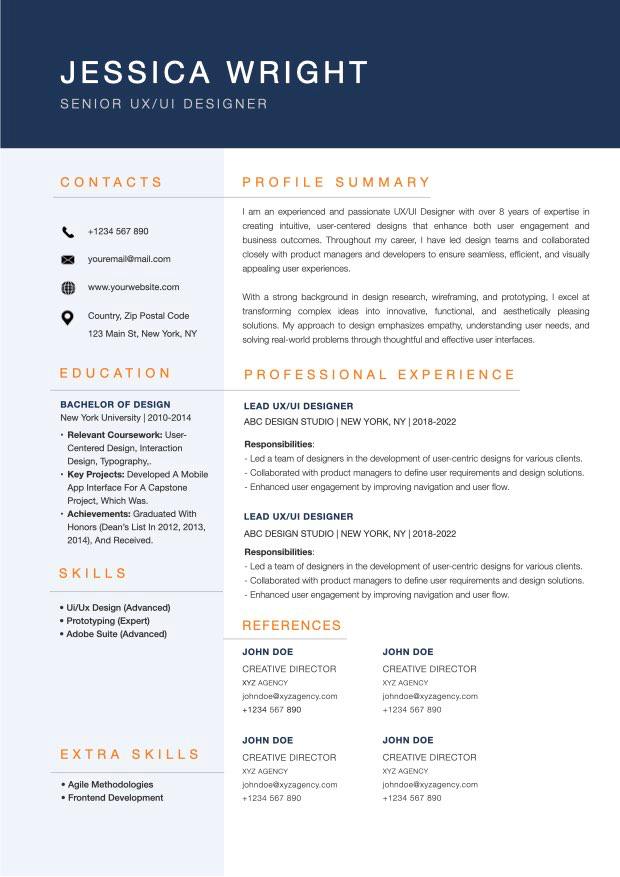 JESSICA WRIGHT
SENIOR UX/UI DESIGNER
CONTACTS
+1234 567 890
youremail@mail.com
www.yourwebsite.com
Country, Zip Postal Code
123 Main St, New York, NY
EDUCATION
BACHELOR OF DESIGN
New York University | 2010-2014
• Relevant Coursework: User-
Centered Design, Interaction
Design, Typography,.
• Key Projects: Developed A Mobile
App Interface For A Capstone
Project, Which Was.
• Achievements: Graduated With
Honors (Dean's List In 2012, 2013,
2014), And Received.
SKILLS
• Ui/Ux Design (Advanced)
• Prototyping (Expert)
• Adobe Suite (Advanced)
EXTRA SKILLS
• Agile Methodologies
• Frontend Development
PROFILE SUMMARY
I am an experienced and passionate UX/UI Designer with over 8 years of expertise in
creating intuitive, user-centered designs that enhance both user engagement and
business outcomes. Throughout my career, I have led design teams and collaborated
closely with product managers and developers to ensure seamless, efficient, and visually
appealing user experiences.
With a strong background in design research, wireframing, and prototyping, I excel at
transforming complex ideas into innovative, functional, and aesthetically pleasing
solutions. My approach to design emphasizes empathy, understanding user needs, and
solving real-world problems through thoughtful and effective user interfaces.
PROFESSIONAL EXPERIENCE
LEAD UX/UI DESIGNER
ABC DESIGN STUDIO | NEW YORK, NY | 2018-2022
Responsibilities:
- Led a team of designers in the development of user-centric designs for various clients.
- Collaborated with product managers to define user requirements and design solutions.
- Enhanced user engagement by improving navigation and user flow.
LEAD UX/UI DESIGNER
ABC DESIGN STUDIO | NEW YORK, NY | 2018-2022
Responsibilities:
- Led a team of designers in the development of user-centric designs for various clients.
- Collaborated with product managers to define user requirements and design solutions.
- Enhanced user engagement by improving navigation and user flow.
REFERENCES
JOHN DOE
CREATIVE DIRECTOR
XYZ AGENCY
johndoe@xyzagency.com
+1234 567 890
JOHN DOE
CREATIVE DIRECTOR
XYZ AGENCY
johndoe@xyzagency.com
+1234 567 890
JOHN DOE
CREATIVE DIRECTOR
XYZ AGENCY
johndoe@xyzagency.com
+1234 567 890
JOHN DOE
CREATIVE DIRECTOR
XYZ AGENCY
johndoe@xyzagency.com
+1234 567 890